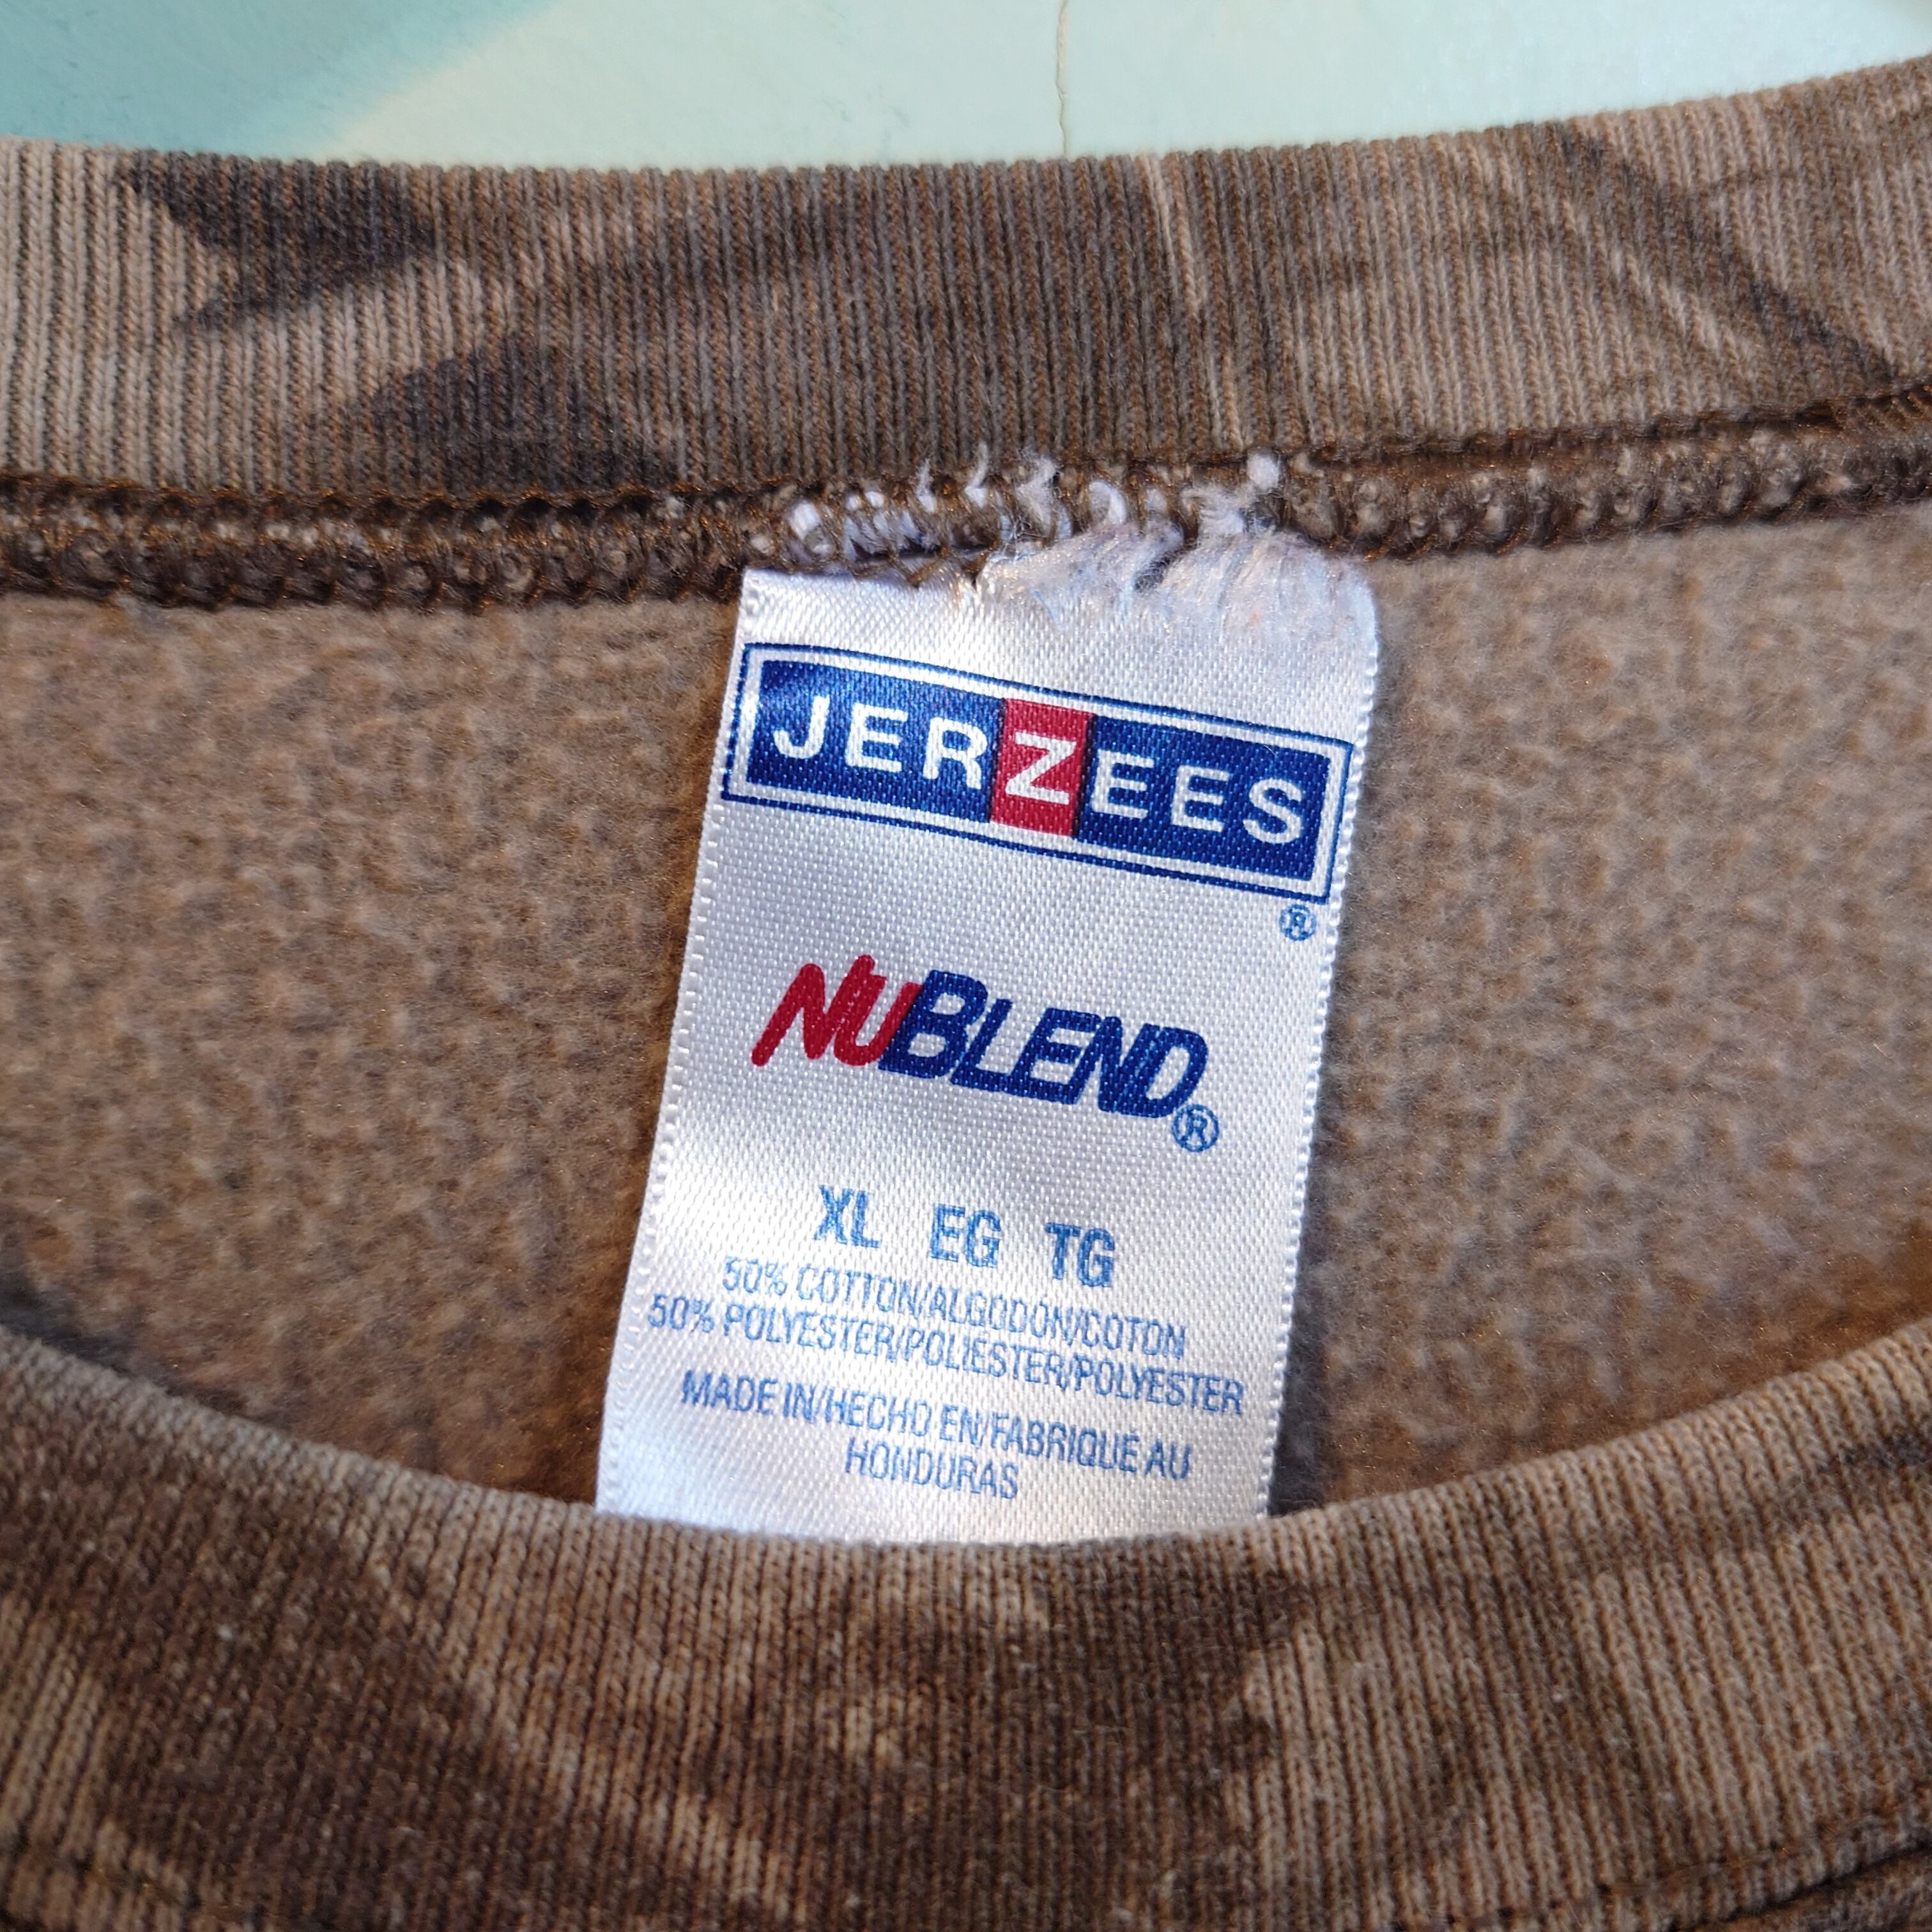 JERZEES
®
NUBLEND®
XL EG TG
50% COTTON/ALGODON/COTON
50% POLYESTER/POLIESTER/POLYESTER
MADE IN/HECHO EN/FABRIQUE AU
HONDURAS